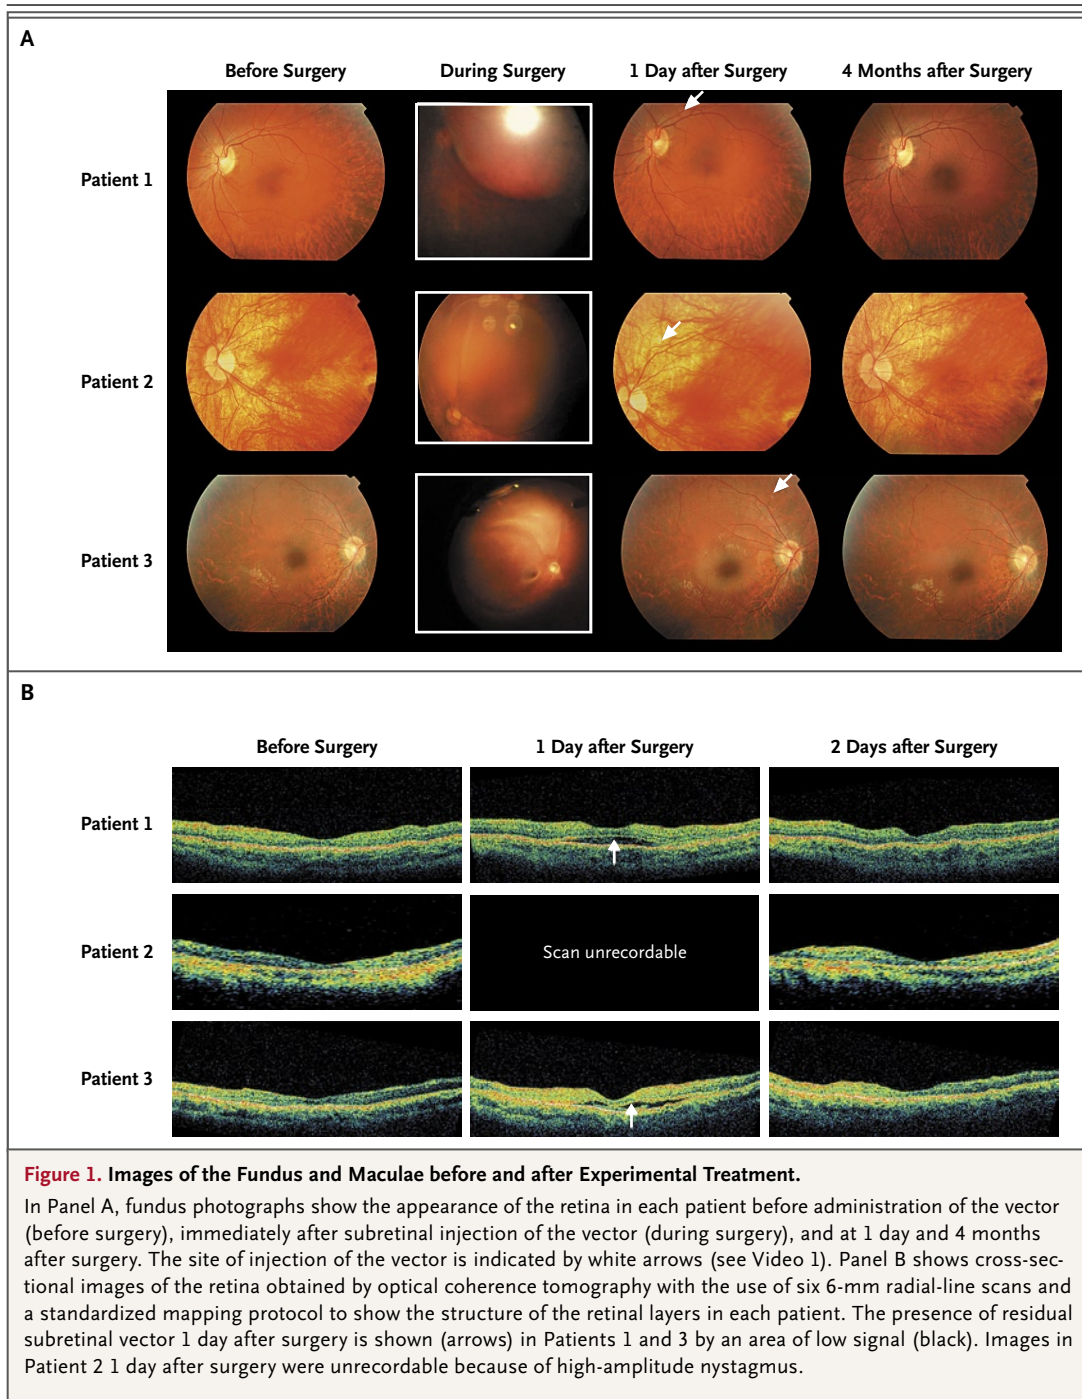 A
Before Surgery During Surgery 1 Day after Surgery 4 Months after Surgery
Patient 1
Patient 2
Patient 3
B
Before Surgery 1 Day after Surgery 2 Days after Surgery
Patient 1
Patient 2 Scan unrecordable
Patient 3
Figure 1. Images of the Fundus and Maculae before and after Experimental Treatment.
In Panel A, fundus photographs show the appearance of the retina in each patient before administration of the vector
(before surgery), immediately after subretinal injection of the vector (during surgery), and at 1 day and 4 months
after surgery. The site of injection of the vector is indicated by white arrows (see Video 1). Panel B shows cross-sec-
tional images of the retina obtained by optical coherence tomography with the use of six 6-mm radial-line scans and
a standardized mapping protocol to show the structure of the retinal layers in each patient. The presence of residual
subretinal vector 1 day after surgery is shown (arrows) in Patients 1 and 3 by an area of low signal (black). Images in
Patient 2 1 day after surgery were unrecordable because of high-amplitude nystagmus.